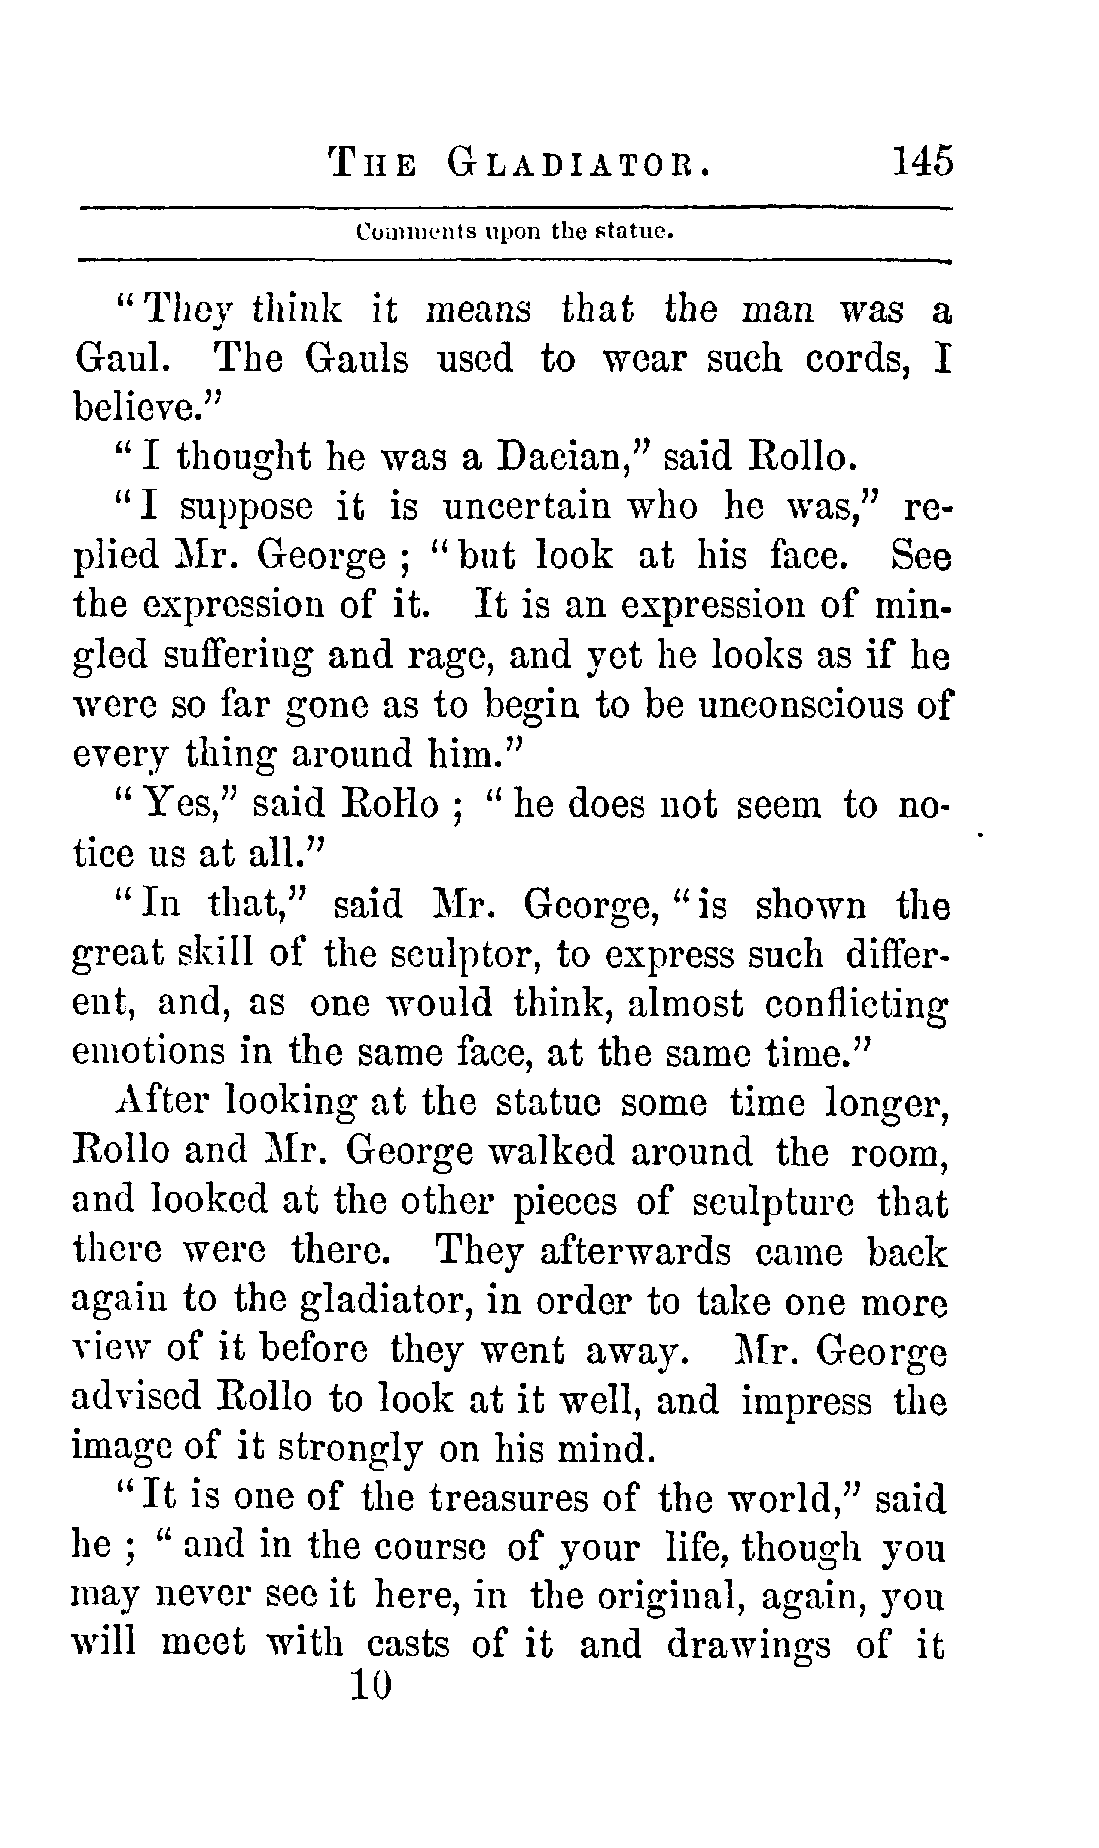 THE GLADIATOR. 145
Comments upon the statue.
"They think it means that the man was a
Gaul. The Gauls used to wear such cords, I
believe."
"I thought he was a Dacian," said Rollo.
"I suppose it is uncertain who he was," re-
plied Mr. George; "but look at his face. See
the expression of it. It is an expression of min-
gled suffering and rage, and yet he looks as if he
were so far gone as to begin to be unconscious of
every thing around him."
"Yes," said Rollo; "he does not seem to no-
tice us at all."
"In that," said Mr. George, "is shown the
great skill of the sculptor, to express such differ-
ent, and, as one would think, almost conflicting
emotions in the same face, at the same time."
After looking at the statue some time longer,
Rollo and Mr. George walked around the room,
and looked at the other pieces of sculpture that
there were there. They afterwards came back
again to the gladiator, in order to take one more
view of it before they went away. Mr. George
advised Rollo to look at it well, and impress the
image of it strongly on his mind.
"It is one of the treasures of the world," said
he; "and in the course of your life, though you
may never see it here, in the original, again, you
will meet with casts of it and drawings of it
10